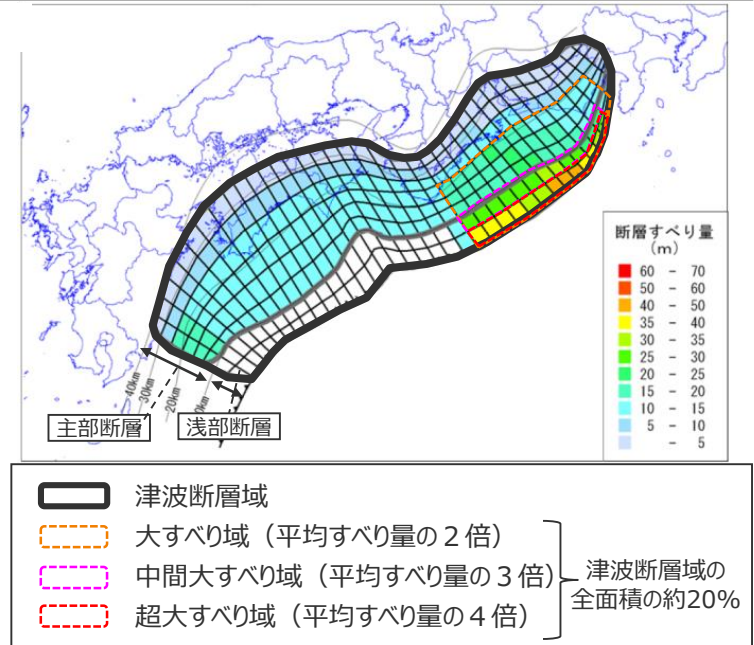 断層すべり量
(m)
60 - 70
50 - 60
40 - 50
35 - 40
30 - 35
25 - 30
20 - 25
15 - 20
10 - 15
5 - 10
- 5
40km
30km
20km
主部断層
浅部断層
津波断層域
大すべり域（平均すべり量の２倍）
中間大すべり域（平均すべり量の３倍）
超大すべり域（平均すべり量の４倍）
津波断層域の
全面積の約20%